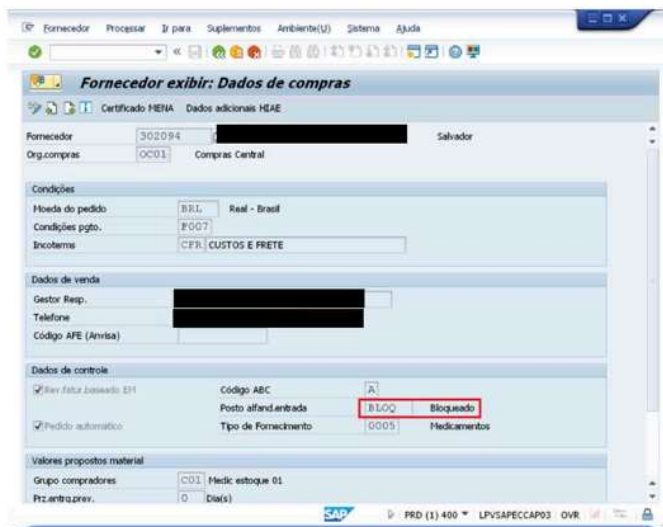 Fornecedor Processar Ir para Suplementos Ambiente(U) Sistema Ajuda
Fornecedor exibir: Dados de compras
Certificado MENA Dados adicionais HIAE
Fornecedor 302094 Salvador
Org.compras OC01 Compras Central
Condições
Moeda do pedido BRL Real - Brasil
Condições pgto. F007
Incoterms CFR CUSTOS E FRETE
Dados de venda
Gestor Resp.
Telefone
Código AFE (Anvisa)
Dados de controle
Rev.fatur.baseado EM Código ABC A
Posto alfand.entrada BLOQ Bloqueado
Pedido automático Tipo de Fornecimento 0005 Medicamentos
Valores propostos material
Grupo compradores C01 Medic estoque 01
Prz.entrg.prev. 0 Dia(s)
SAP PRD (1) 400 LPVSAPECCAP03 OVR